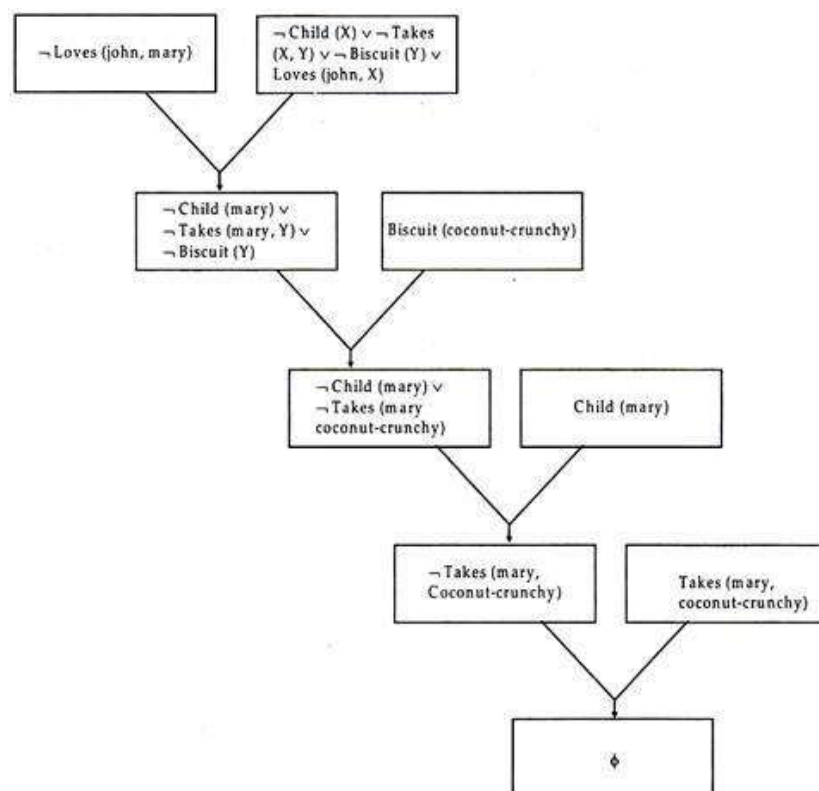 ¬ Loves (john, mary)
¬ Child (X) ∨ ¬ Takes
(X, Y) ∨ ¬ Biscuit (Y) ∨
Loves (john, X)
¬ Child (mary) ∨
¬ Takes (mary, Y) ∨
¬ Biscuit (Y)
Biscuit (coconut-crunchy)
¬ Child (mary) ∨
¬ Takes (mary
coconut-crunchy)
Child (mary)
¬ Takes (mary,
Coconut-crunchy)
Takes (mary,
coconut-crunchy)
ϕ